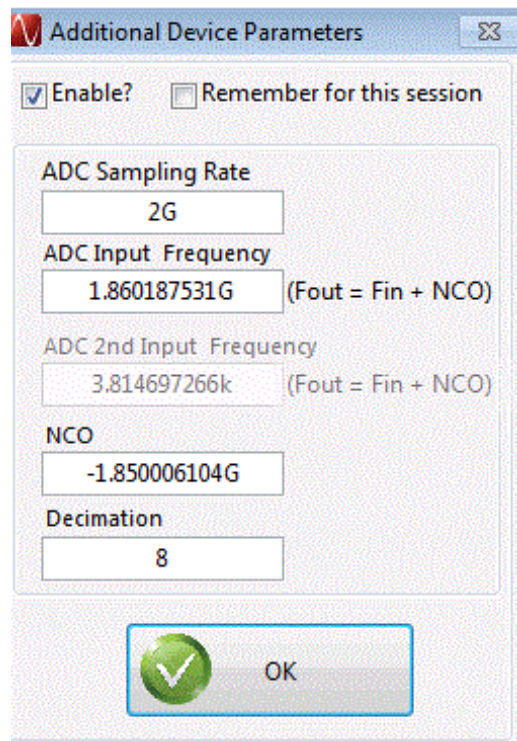 Additional Device Parameters
Enable? Remember for this session
ADC Sampling Rate
2G
ADC Input Frequency
1.860187531G (Fout = Fin + NCO)
ADC 2nd Input Frequency
3.814697266k (Fout = Fin + NCO)
NCO
-1.850006104G
Decimation
8
OK